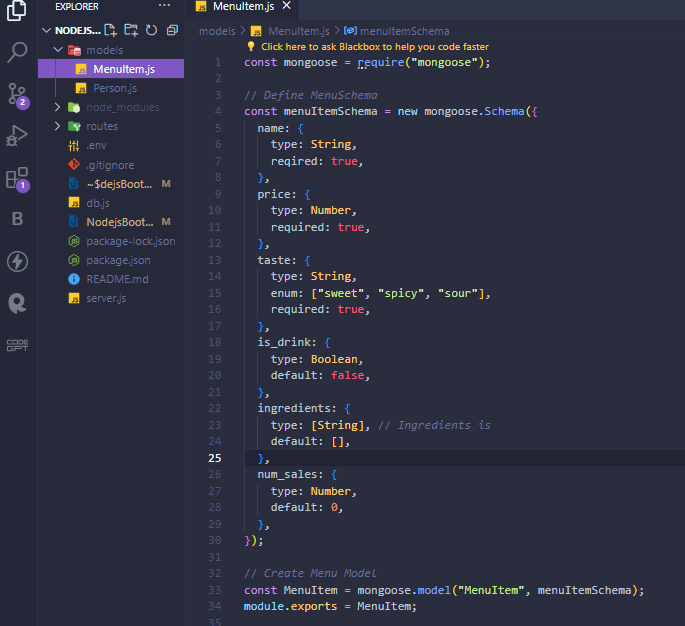 EXPLORER
NODEJS...
models
MenuItem.js
Person.js
node_modules
routes
.env
.gitignore
~$dejsBoot... M
db.js
NodejsBoot... M
package-lock.json
package.json
README.md
server.js
2
1
B
CODE
GPT
MenuItem.js
models > MenuItem.js > menuItemSchema
Click here to ask Blackbox to help you code faster
1 const mongoose = require("mongoose");
2
3 // Define MenuSchema
4 const menuItemSchema = new mongoose.Schema({
5 name: {
6 type: String,
7 reqired: true,
8 },
9 price: {
10 type: Number,
11 required: true,
12 },
13 taste: {
14 type: String,
15 enum: ["sweet", "spicy", "sour"],
16 required: true,
17 },
18 is_drink: {
19 type: Boolean,
20 default: false,
21 },
22 ingredients: {
23 type: [String], // Ingredients is
24 default: [],
25 },
26 num_sales: {
27 type: Number,
28 default: 0,
29 },
30 });
31
32 // Create Menu Model
33 const MenuItem = mongoose.model("MenuItem", menuItemSchema);
34 module.exports = MenuItem;
35